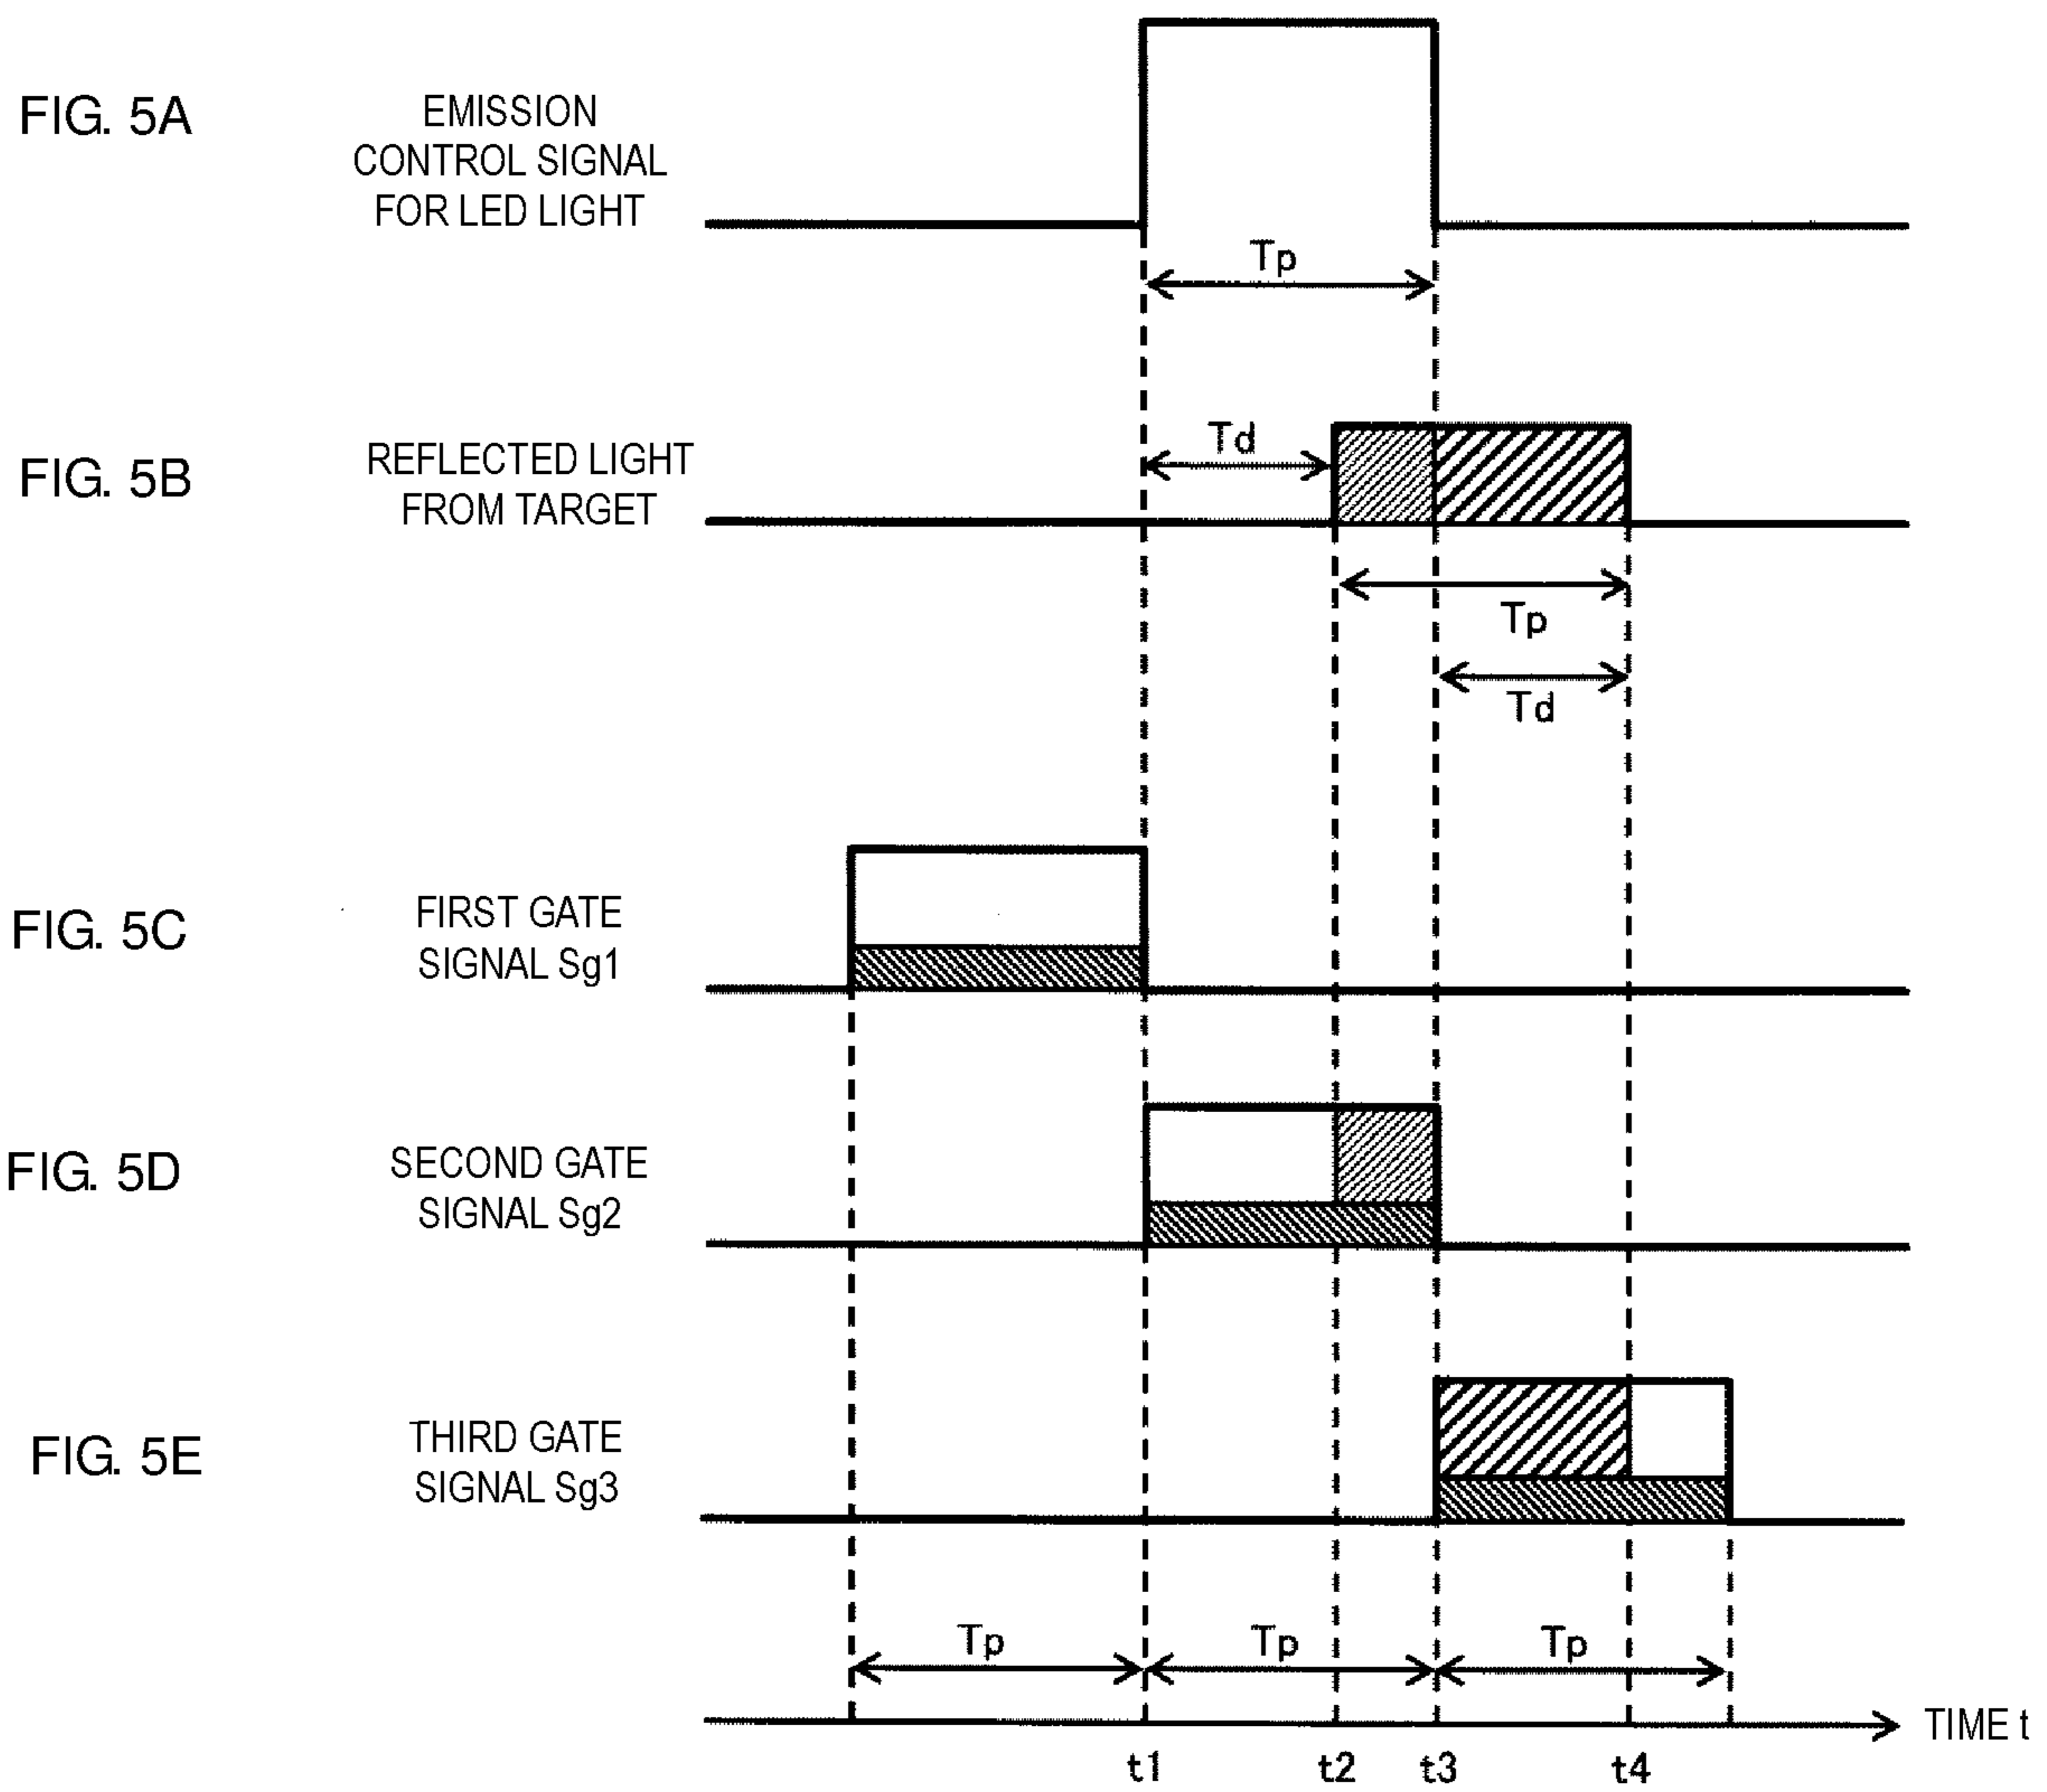 FIG. 5A
EMISSION
CONTROL SIGNAL
FOR LED LIGHT
Tp
FIG. 5B
REFLECTED LIGHT
FROM TARGET
Td
Tp
Td
FIG. 5C
FIRST GATE
SIGNAL Sg1
FIG. 5D
SECOND GATE
SIGNAL Sg2
FIG. 5E
THIRD GATE
SIGNAL Sg3
Tp
Tp
Tp
TIME t
t1
t2
t3
t4